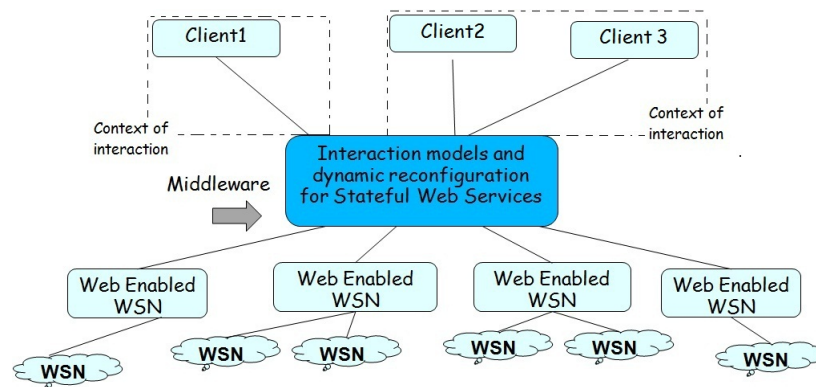 Client1
Client2
Client 3
Context of
interaction
Context of
interaction
Interaction models and
dynamic reconfiguration
for Stateful Web Services
Middleware
Web Enabled
WSN
Web Enabled
WSN
Web Enabled
WSN
Web Enabled
WSN
WSN
WSN
WSN
WSN
WSN
WSN